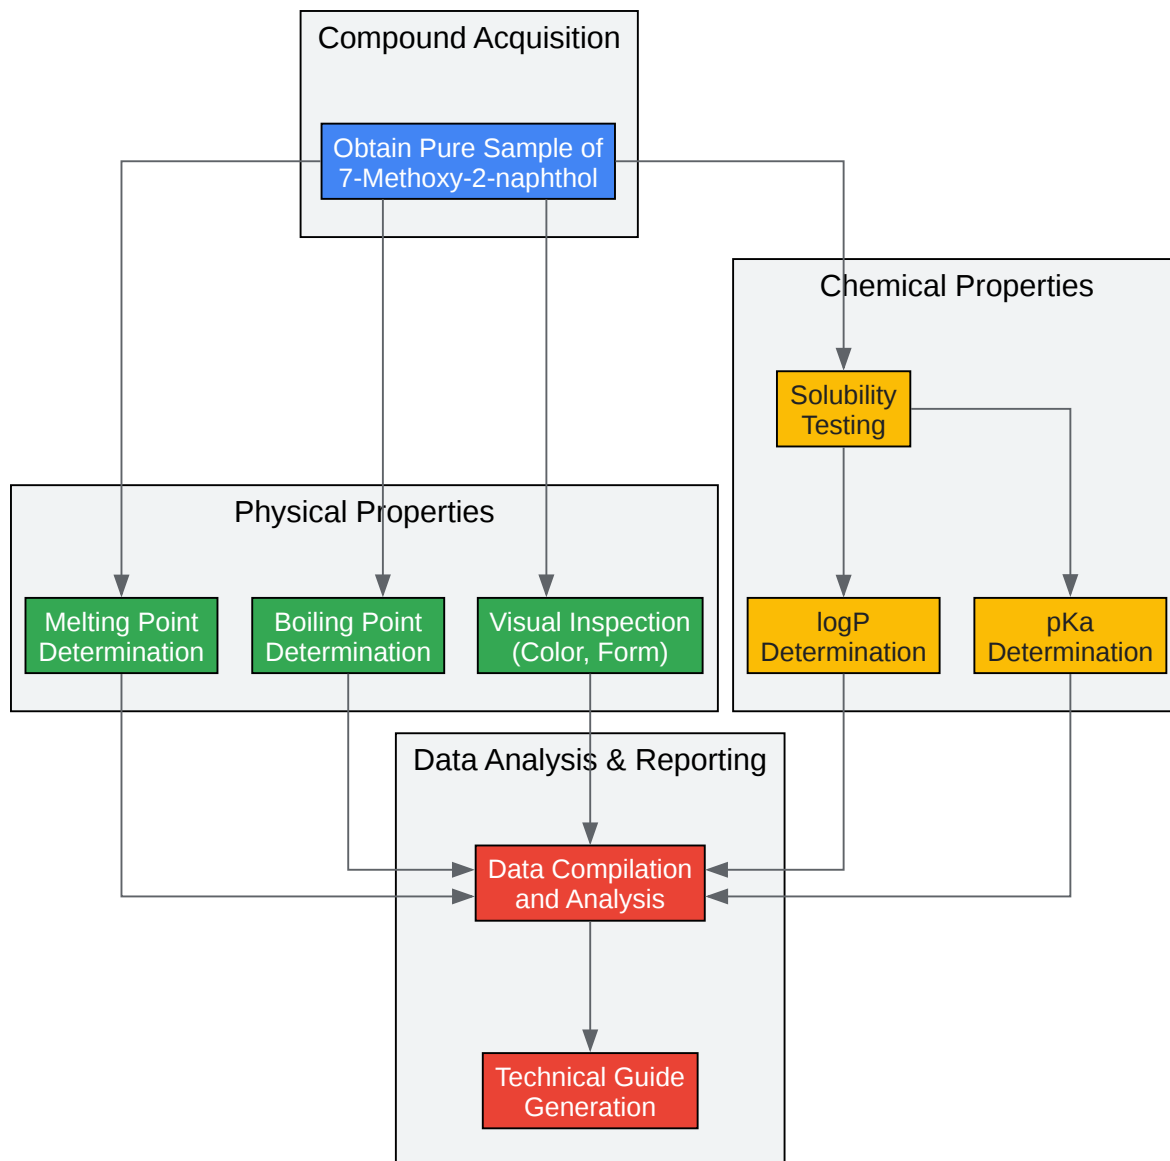 Compound Acquisition
Obtain Pure Sample of
7-Methoxy-2-naphthol
Chemical Properties
Solubility
Testing
Physical Properties
Melting Point
Determination
Boiling Point
Determination
Visual Inspection
(Color, Form)
logP
Determination
pKa
Determination
Data Analysis & Reporting
Data Compilation
and Analysis
Technical Guide
Generation